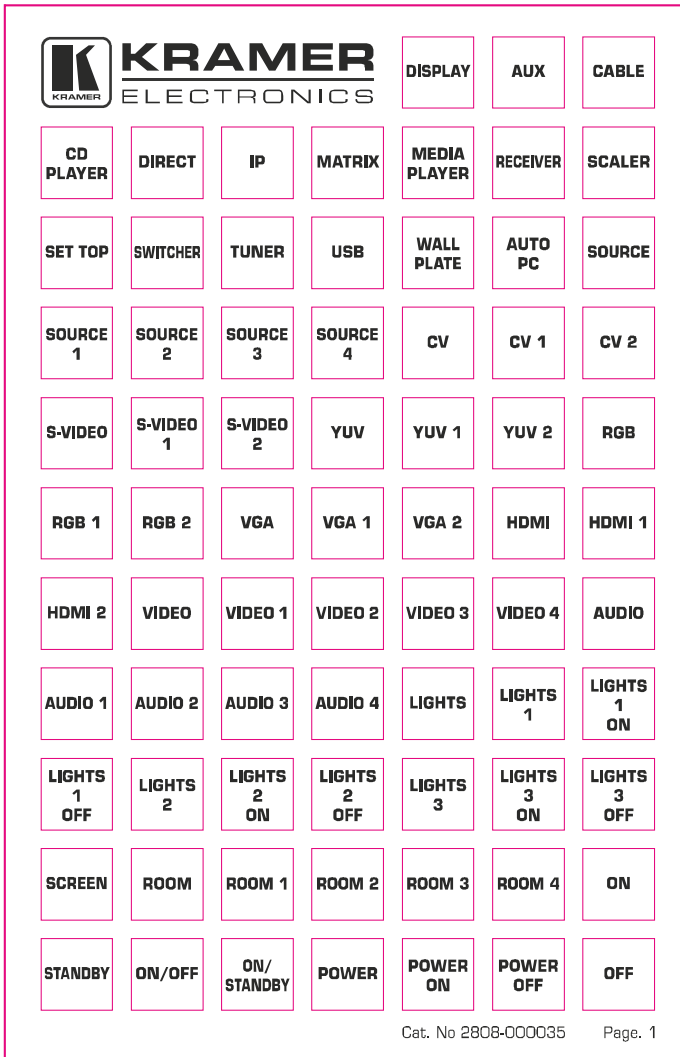 KRAMER
KRAMER
ELECTRONICS
DISPLAY
AUX
CABLE
CD
PLAYER
DIRECT
IP
MATRIX
MEDIA
PLAYER
RECEIVER
SCALER
SET TOP
SWITCHER
TUNER
USB
WALL
PLATE
AUTO
PC
SOURCE
SOURCE
1
SOURCE
2
SOURCE
3
SOURCE
4
CV
CV 1
CV 2
S-VIDEO
S-VIDEO
1
S-VIDEO
2
YUV
YUV 1
YUV 2
RGB
RGB 1
RGB 2
VGA
VGA 1
VGA 2
HDMI
HDMI 1
HDMI 2
VIDEO
VIDEO 1
VIDEO 2
VIDEO 3
VIDEO 4
AUDIO
AUDIO 1
AUDIO 2
AUDIO 3
AUDIO 4
LIGHTS
LIGHTS
1
LIGHTS
1
ON
LIGHTS
1
OFF
LIGHTS
2
LIGHTS
2
ON
LIGHTS
2
OFF
LIGHTS
3
LIGHTS
3
ON
LIGHTS
3
OFF
SCREEN
ROOM
ROOM 1
ROOM 2
ROOM 3
ROOM 4
ON
STANDBY
ON/OFF
ON/
STANDBY
POWER
POWER
ON
POWER
OFF
OFF
Cat. No 2808-000035 Page. 1